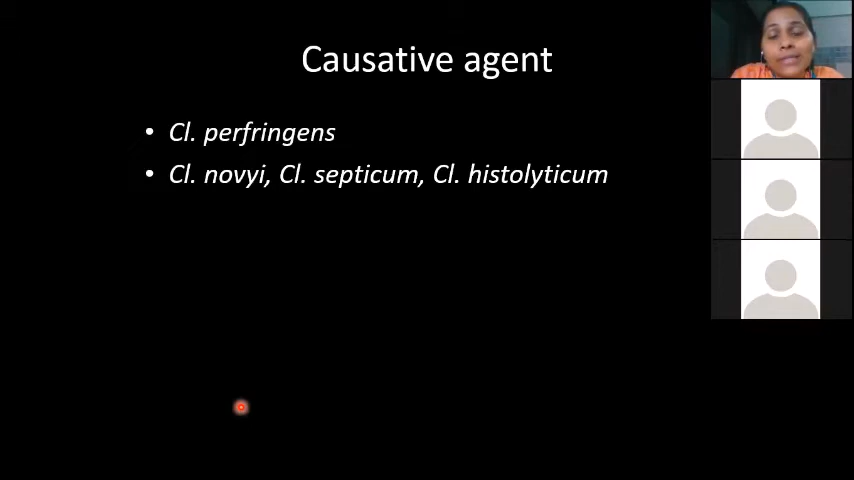 Causative agent
• Cl. perfringens
• Cl. novyi, Cl. septicum, Cl. histolyticum